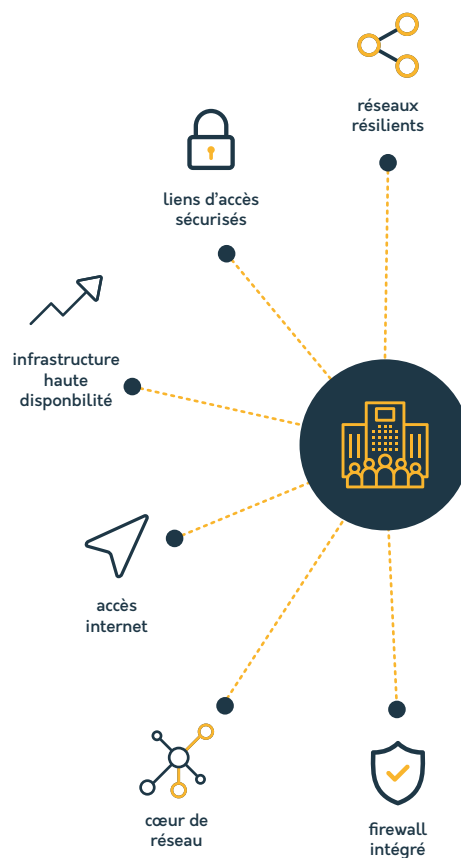 réseaux
résilients
liens d'accès
sécurisés
infrastructure
haute
disponbilité
accès
internet
cœur de
réseau
firewall
intégré